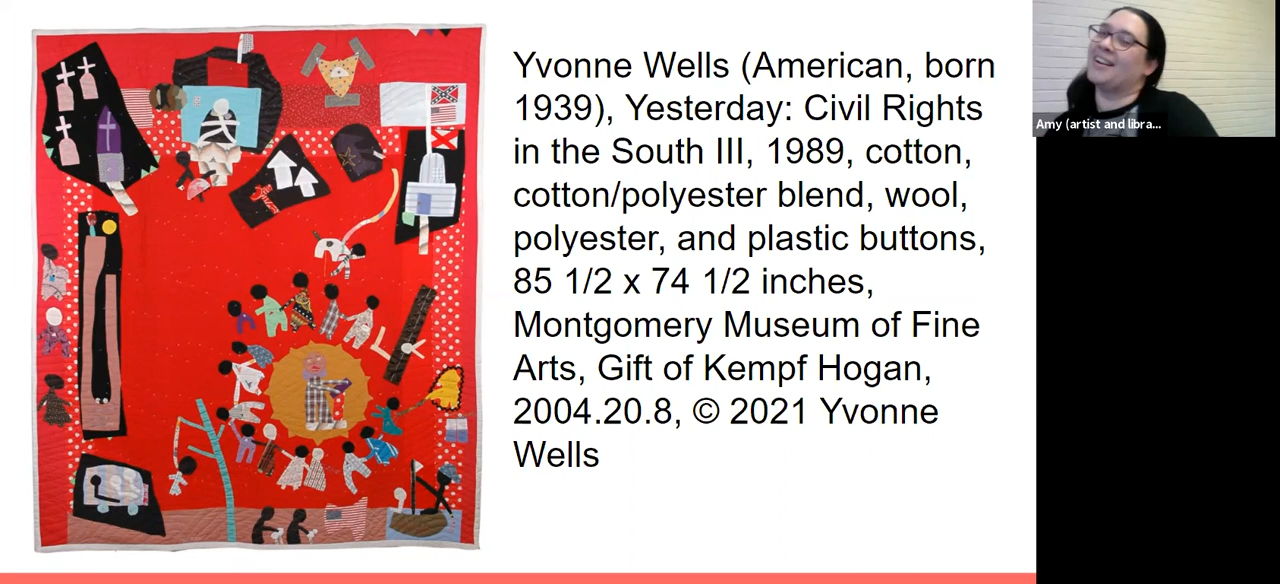 Yvonne Wells (American, born
1939), Yesterday: Civil Rights
in the South III, 1989, cotton,
cotton/polyester blend, wool,
polyester, and plastic buttons,
85 1/2 x 74 1/2 inches,
Montgomery Museum of Fine
Arts, Gift of Kempf Hogan,
2004.20.8, © 2021 Yvonne
Wells
Amy (artist and libra...